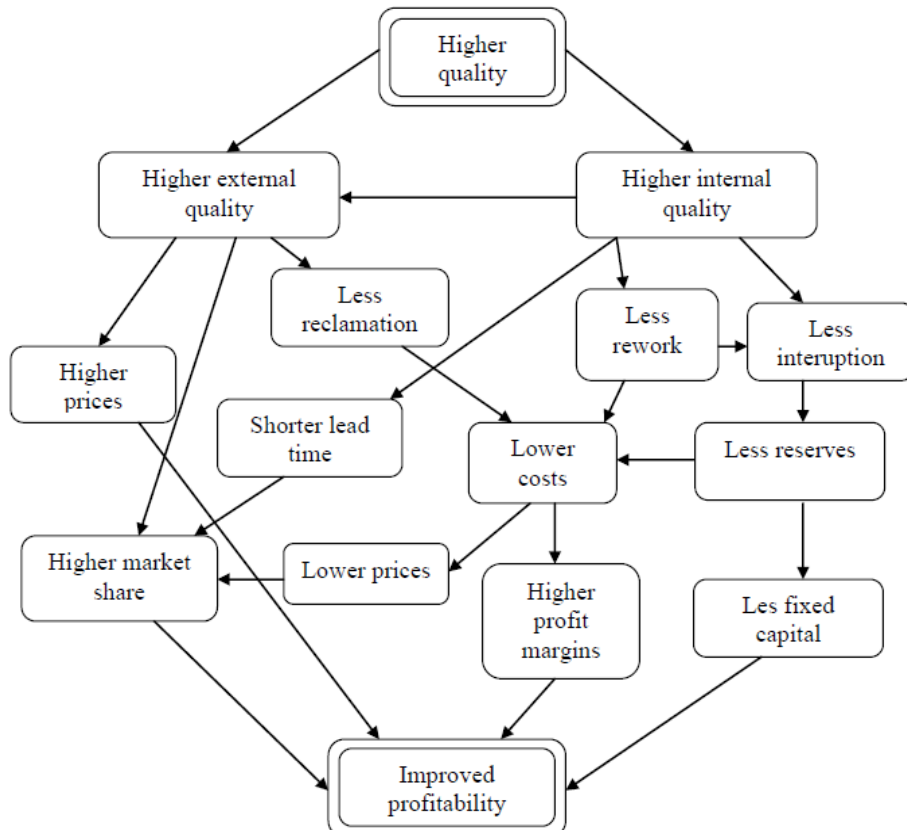 Higher
quality
Higher external
quality
Higher internal
quality
Less
reclamation
Less
rework
Less
interuption
Higher
prices
Shorter lead
time
Lower
costs
Less reserves
Higher market
share
Lower prices
Higher
profit
margins
Les fixed
capital
Improved
profitability